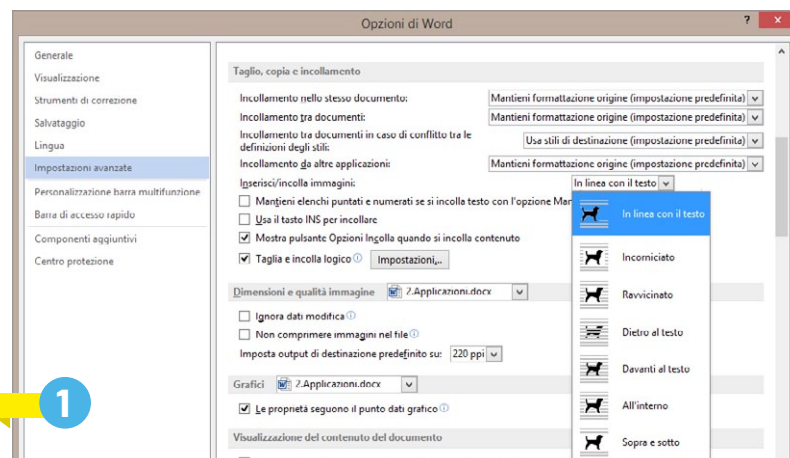 Opzioni di Word
?
x
Generale
Visualizzazione
Strumenti di correzione
Salvataggio
Lingua
Impostazioni avanzate
Personalizzazione barra multifunzione
Barra di accesso rapido
Componenti aggiuntivi
Centro protezione
Taglio, copia e incollamento
Incollamento nello stesso documento: Mantieni formattazione origine (impostazione predefinita)
Incollamento tra documenti: Mantieni formattazione origine (impostazione predefinita)
Incollamento tra documenti in caso di conflitto tra le
definizioni degli stili: Usa stili di destinazione (impostazione predefinita)
Incollamento da altre applicazioni: Mantieni formattazione origine (impostazione predefinita)
Inserisci/incolla immagini: In linea con il testo
Mantieni elenchi puntati e numerati se si incolla testo con l'opzione Man
Usa il tasto INS per incollare
Mostra pulsante Opzioni Incolla quando si incolla contenuto
Taglia e incolla logico Impostazioni...
In linea con il testo
Incorniciato
Ravvicinato
Dietro al testo
Davanti al testo
All'interno
Sopra e sotto
Dimensioni e qualità immagine 2.Applicazioni.docx
Ignora dati modifica
Non comprimere immagini nel file
Imposta output di destinazione predefinito su: 220 ppi
Grafici 2.Applicazioni.docx
Le proprietà seguono il punto dati grafico
Visualizzazione del contenuto del documento
1